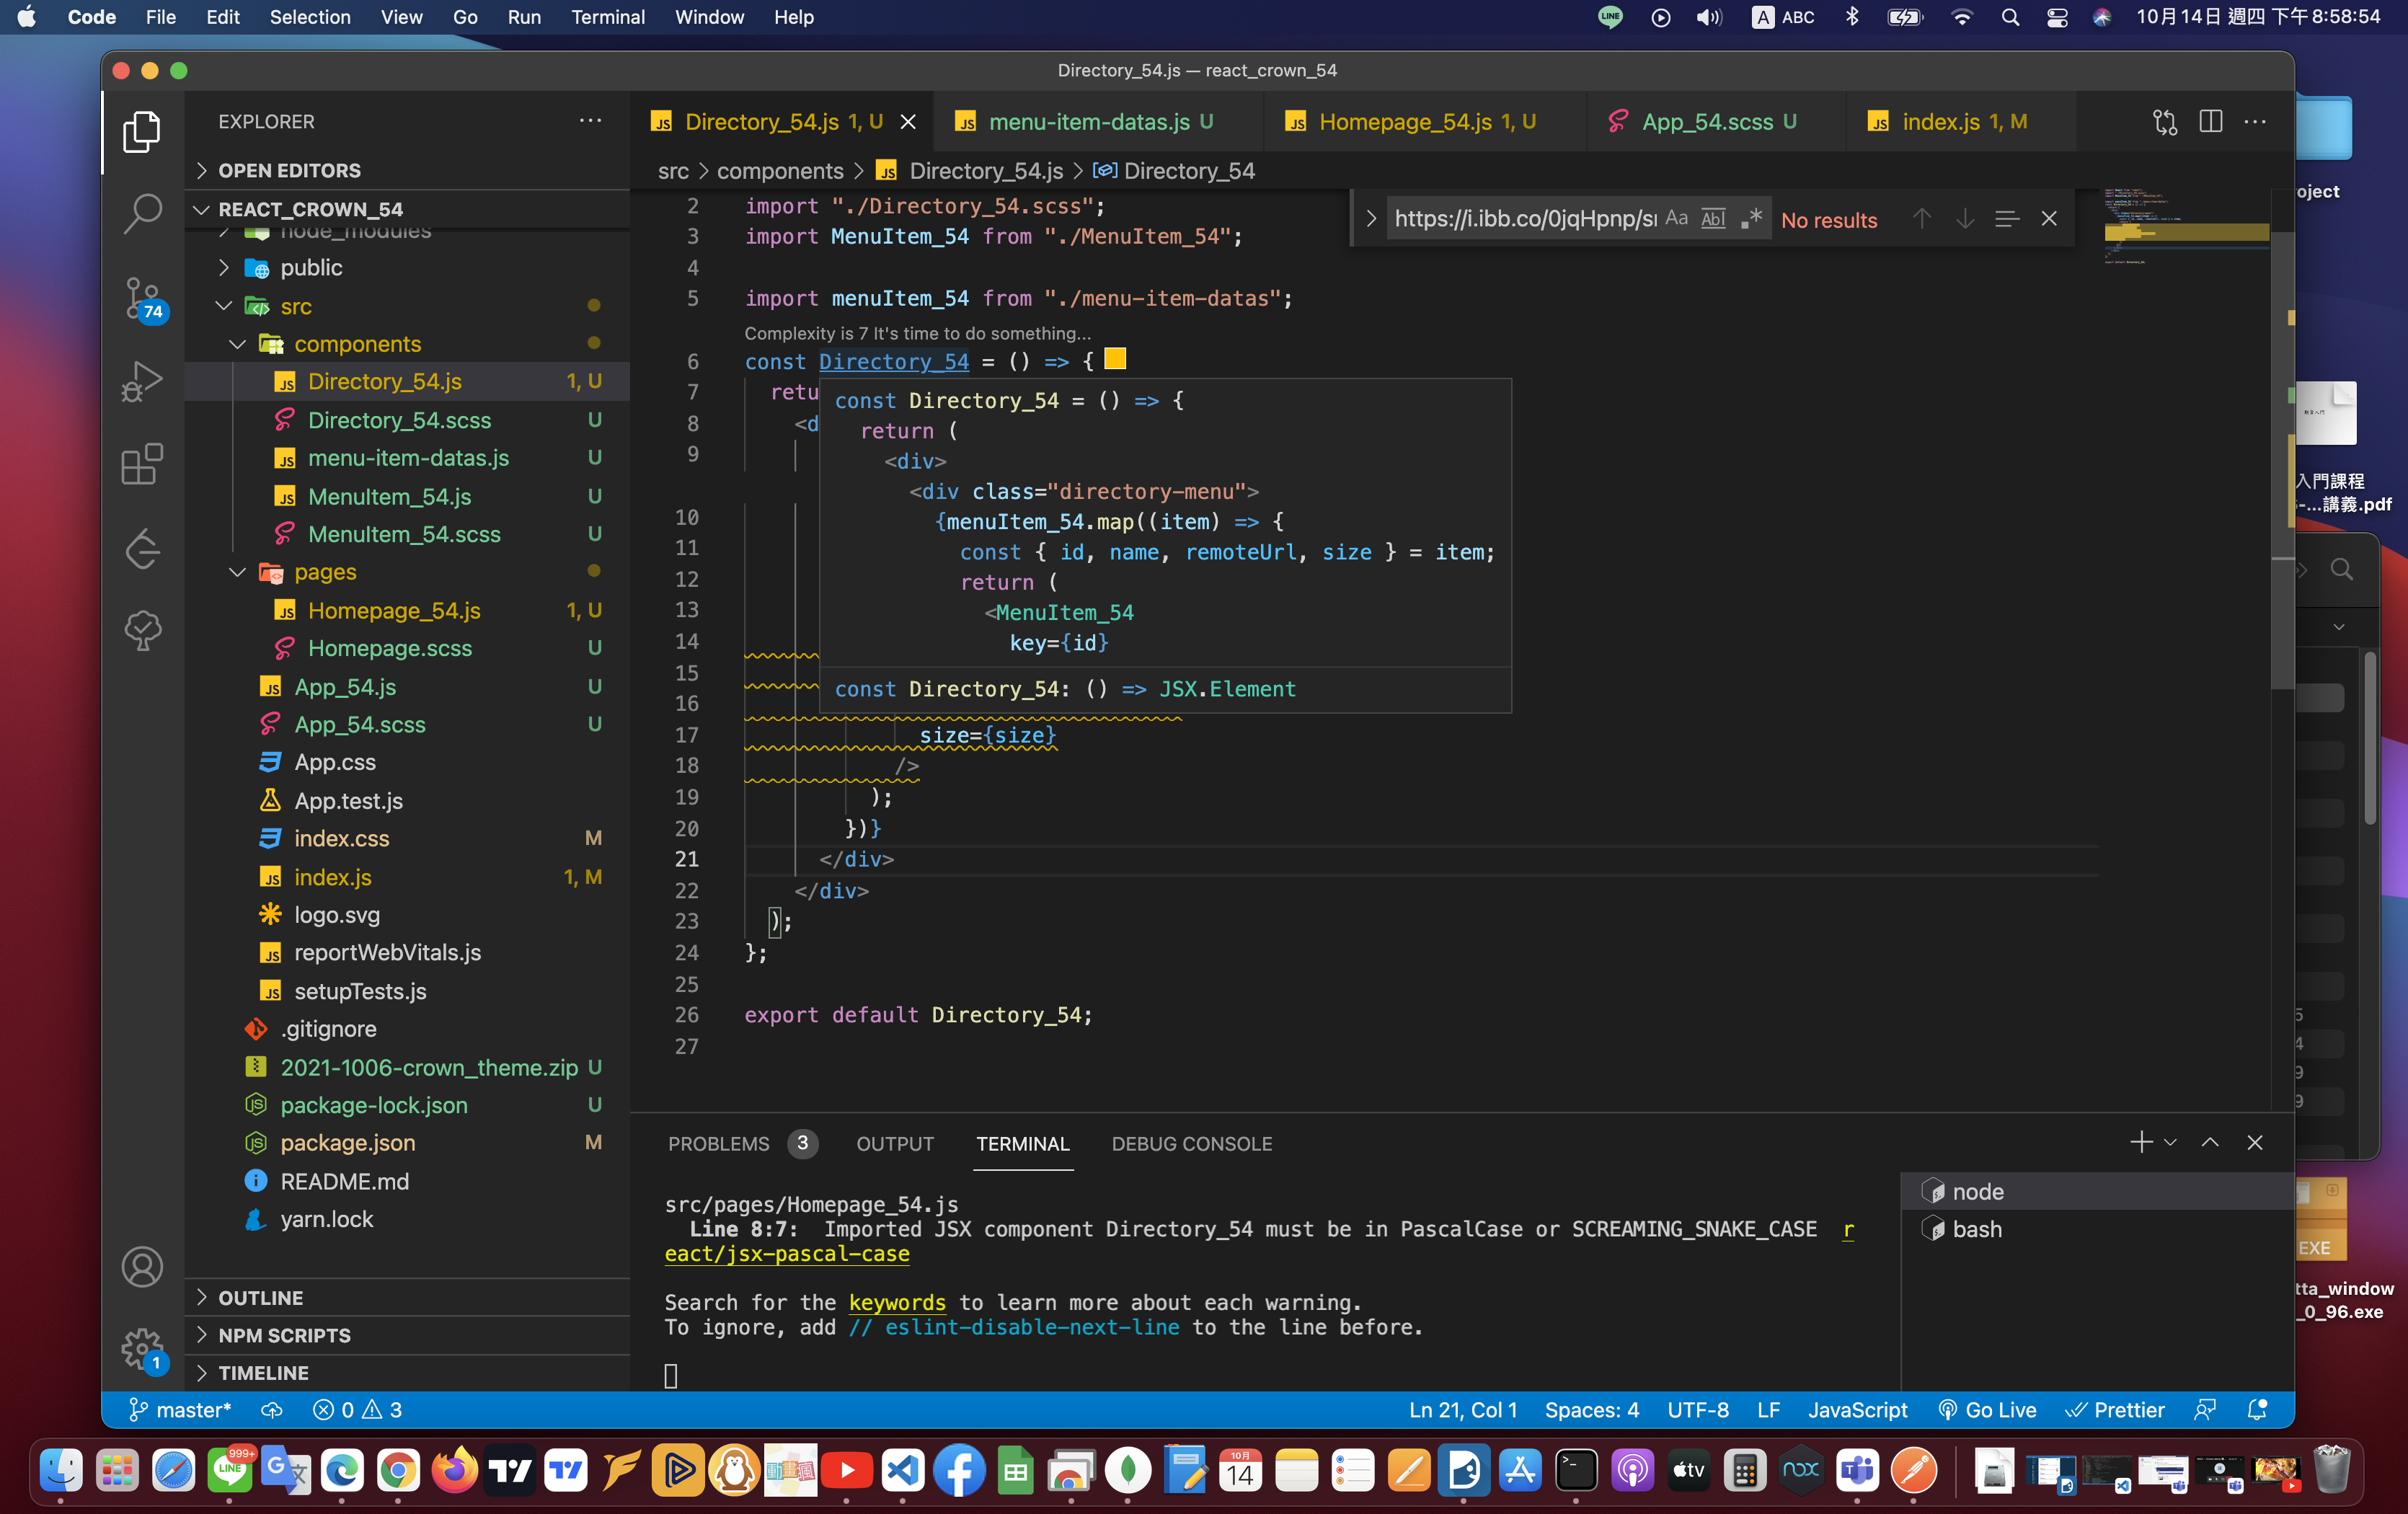 Code File Edit Selection View Go Run Terminal Window Help
LINE A ABC 10月14日 週四 下午8:58:54
Directory_54.js — react_crown_54
EXPLORER
OPEN EDITORS
REACT_CROWN_54
node_modules
public
src
components
Directory_54.js 1, U
Directory_54.scss U
menu-item-datas.js U
MenuItem_54.js U
MenuItem_54.scss U
pages
Homepage_54.js 1, U
Homepage.scss U
App_54.js U
App_54.scss U
App.css
App.test.js
index.css M
index.js 1, M
logo.svg
reportWebVitals.js
setupTests.js
.gitignore
2021-1006-crown_theme.zip U
package-lock.json U
package.json M
README.md
yarn.lock
OUTLINE
NPM SCRIPTS
TIMELINE
74
1
Directory_54.js 1, U
menu-item-datas.js U
Homepage_54.js 1, U
App_54.scss U
index.js 1, M
src > components > JS Directory_54.js > Directory_54
https://i.ibb.co/0jqHpnp/s Aa Abl .* No results
2 import "./Directory_54.scss";
3 import MenuItem_54 from "./MenuItem_54";
4
5 import menuItem_54 from "./menu-item-datas";
Complexity is 7 It's time to do something...
6 const Directory_54 = () => {
7 retu
8 <d
9
10
11
12
13
14
15
16
17 size={size}
18 />
19 );
20 })}
21 </div>
22 </div>
23 );
24 };
25
26 export default Directory_54;
27
const Directory_54 = () => {
return (
<div>
<div class="directory-menu">
{menuItem_54.map((item) => {
const { id, name, remoteUrl, size } = item;
return (
<MenuItem_54
key={id}
const Directory_54: () => JSX.Element
PROBLEMS 3 OUTPUT TERMINAL DEBUG CONSOLE
src/pages/Homepage_54.js
Line 8:7: Imported JSX component Directory_54 must be in PascalCase or SCREAMING_SNAKE_CASE r
eact/jsx-pascal-case
Search for the keywords to learn more about each warning.
To ignore, add // eslint-disable-next-line to the line before.
node
bash
master* 0 3
Ln 21, Col 1 Spaces: 4 UTF-8 LF JavaScript Go Live Prettier
oject
入門課程
-...講義.pdf
5
4
9
9
EXE
tta_window
_0_96.exe
999+
LINE
10月
14
tv
nox